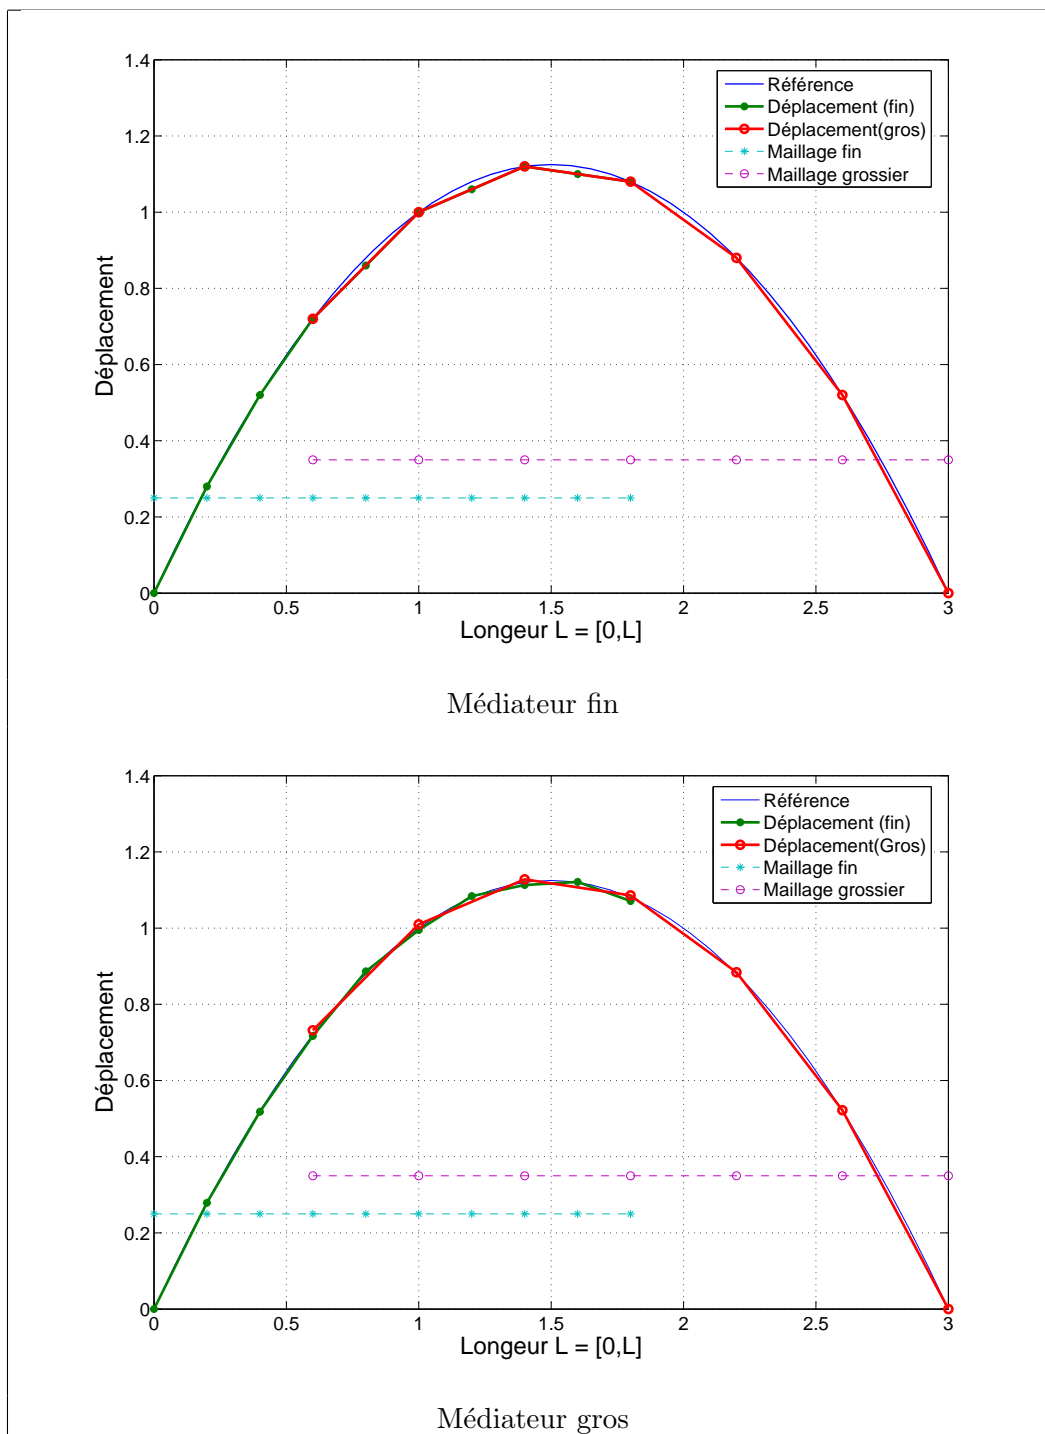 1.4
1.2
1
0.8
0.6
0.4
0.2
0
Déplacement
Référence
Déplacement (fin)
Déplacement(gros)
Maillage fin
Maillage grossier
0 0.5 1 1.5 2 2.5 3
Longeur L = [0,L]
Médiateur fin
1.4
1.2
1
0.8
0.6
0.4
0.2
0
Déplacement
Référence
Déplacement (fin)
Déplacement(Gros)
Maillage fin
Maillage grossier
0 0.5 1 1.5 2 2.5 3
Longeur L = [0,L]
Médiateur gros